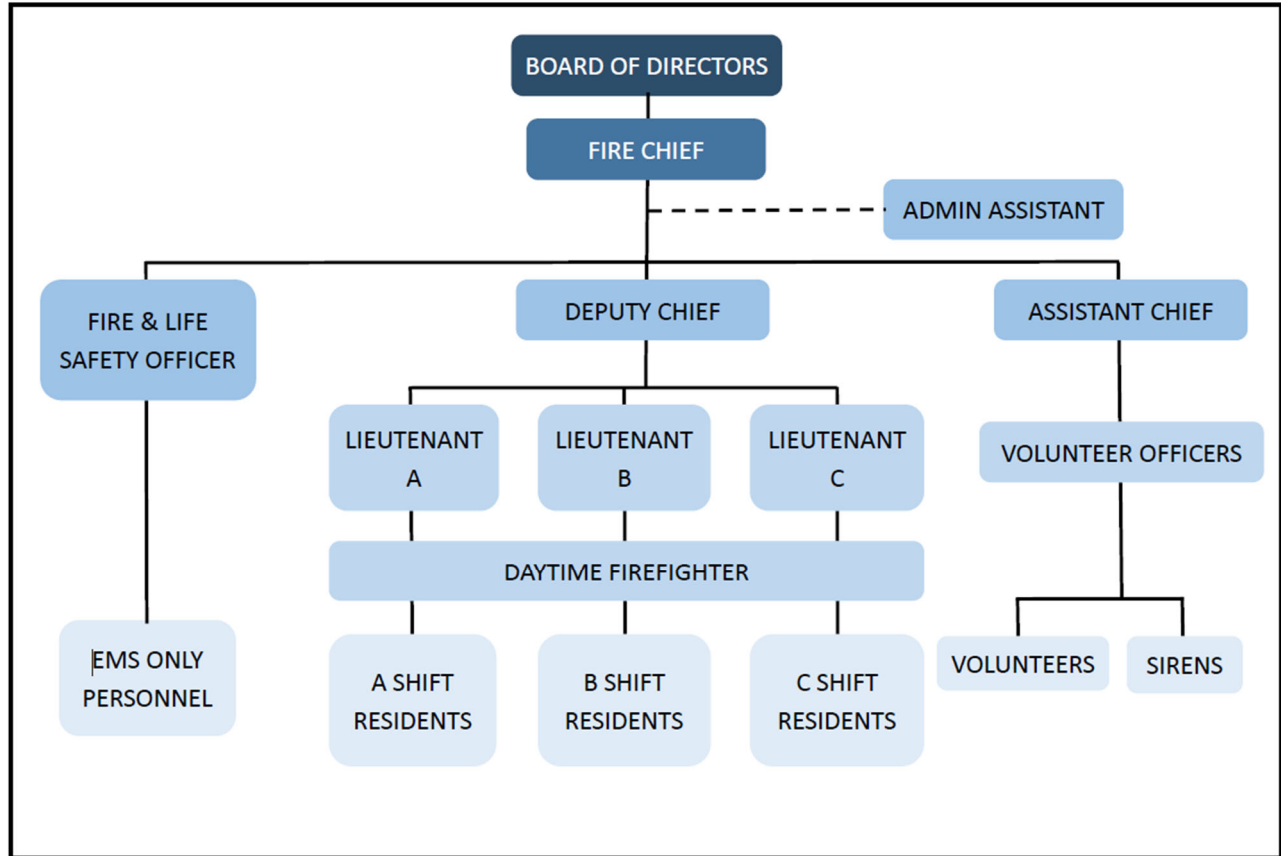 BOARD OF DIRECTORS
FIRE CHIEF
ADMIN ASSISTANT
FIRE & LIFE
SAFETY OFFICER
DEPUTY CHIEF
ASSISTANT CHIEF
LIEUTENANT
A
LIEUTENANT
B
LIEUTENANT
C
VOLUNTEER OFFICERS
DAYTIME FIREFIGHTER
EMS ONLY
PERSONNEL
A SHIFT
RESIDENTS
B SHIFT
RESIDENTS
C SHIFT
RESIDENTS
VOLUNTEERS
SIRENS